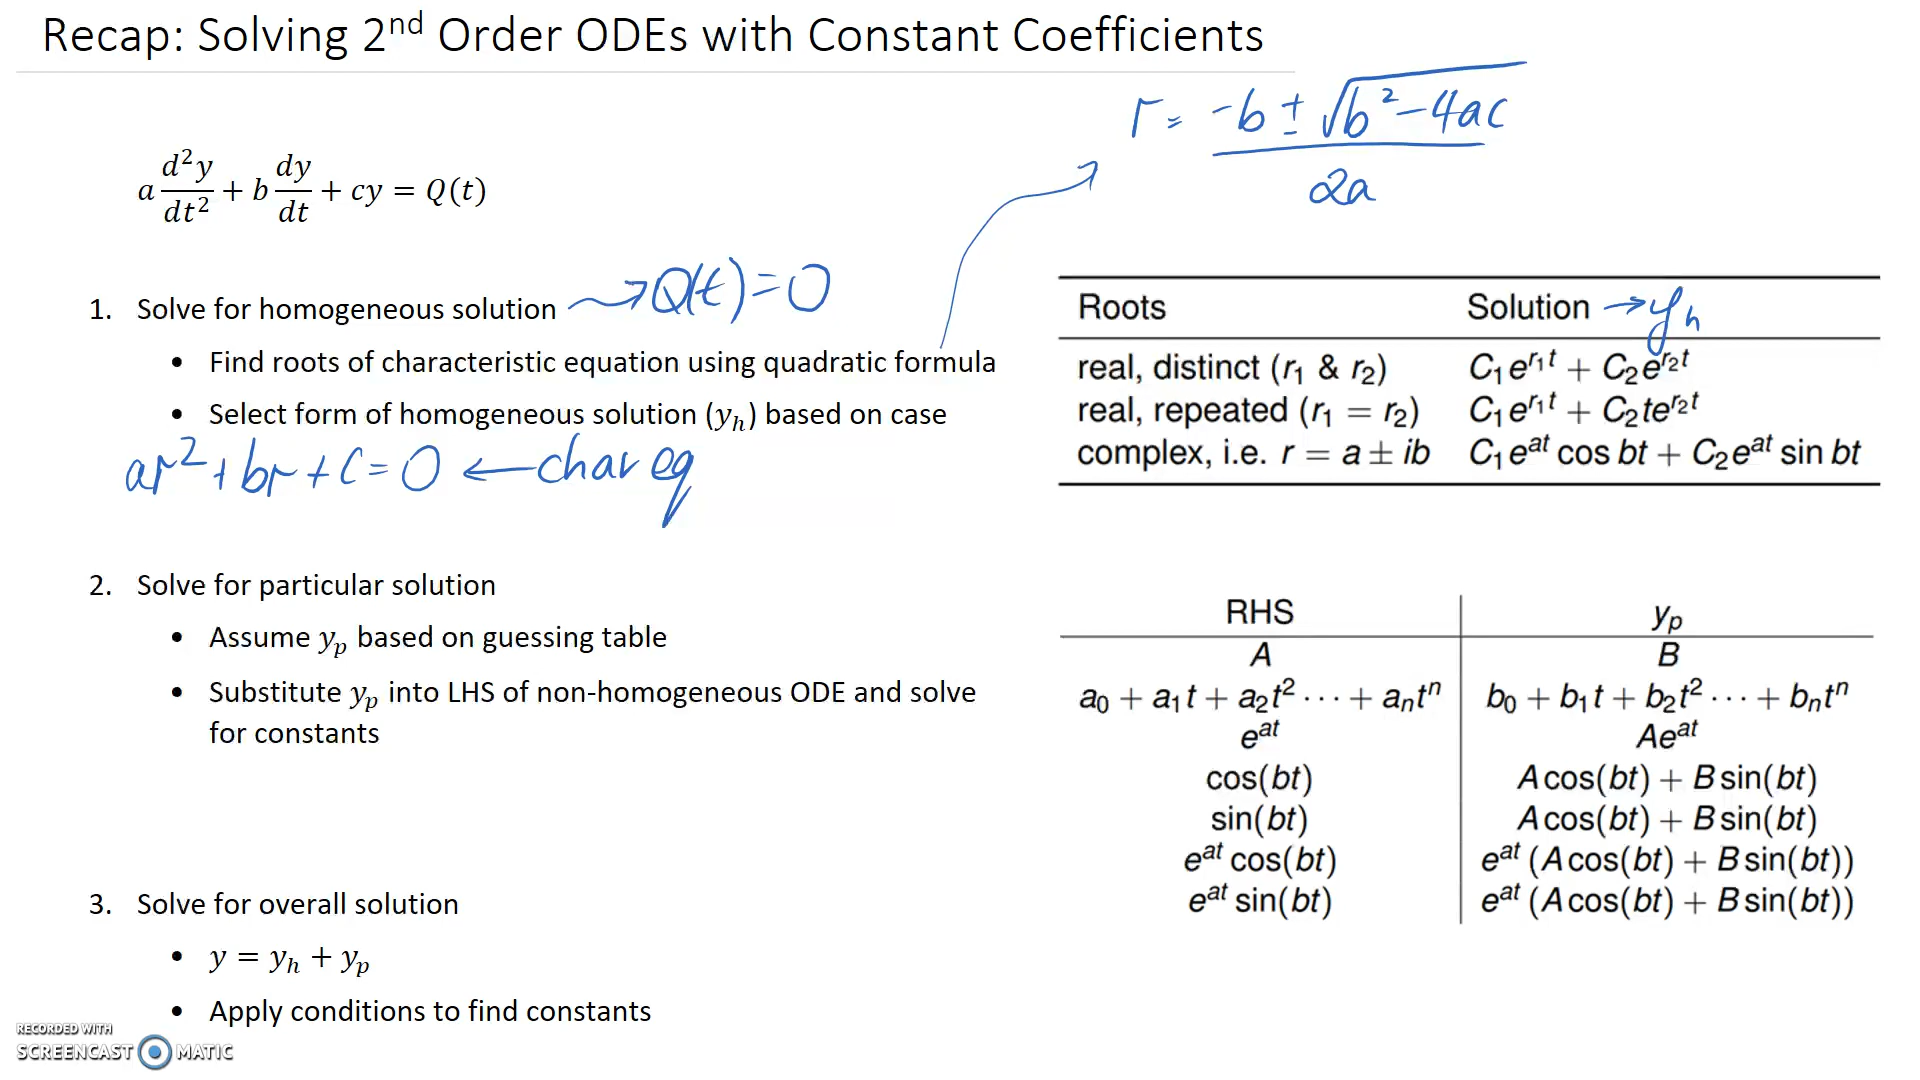 Recap: Solving 2nd Order ODEs with Constant Coefficients
r = -b ± √b² - 4ac
2a
a d²y/dt² + b dy/dt + cy = Q(t)
1. Solve for homogeneous solution → Q(t) = 0
• Find roots of characteristic equation using quadratic formula
• Select form of homogeneous solution (yₕ) based on case
ar² + br + c = 0 ← char eq
Roots Solution → yₕ
real, distinct (r₁ & r₂) C₁e^{r₁t} + C₂e^{r₂t}
real, repeated (r₁ = r₂) C₁e^{r₁t} + C₂te^{r₂t}
complex, i.e. r = a ± ib C₁e^{at} cos bt + C₂e^{at} sin bt
2. Solve for particular solution
• Assume yₚ based on guessing table
• Substitute yₚ into LHS of non-homogeneous ODE and solve
for constants
RHS yₚ
A B
a₀ + a₁t + a₂t² ··· + aₙtⁿ b₀ + b₁t + b₂t² ··· + bₙtⁿ
e^{at} Ae^{at}
cos(bt) A cos(bt) + B sin(bt)
sin(bt) A cos(bt) + B sin(bt)
e^{at} cos(bt) e^{at} (A cos(bt) + B sin(bt))
e^{at} sin(bt) e^{at} (A cos(bt) + B sin(bt))
3. Solve for overall solution
• y = yₕ + yₚ
• Apply conditions to find constants
RECORDED WITH
SCREENCAST MATIC